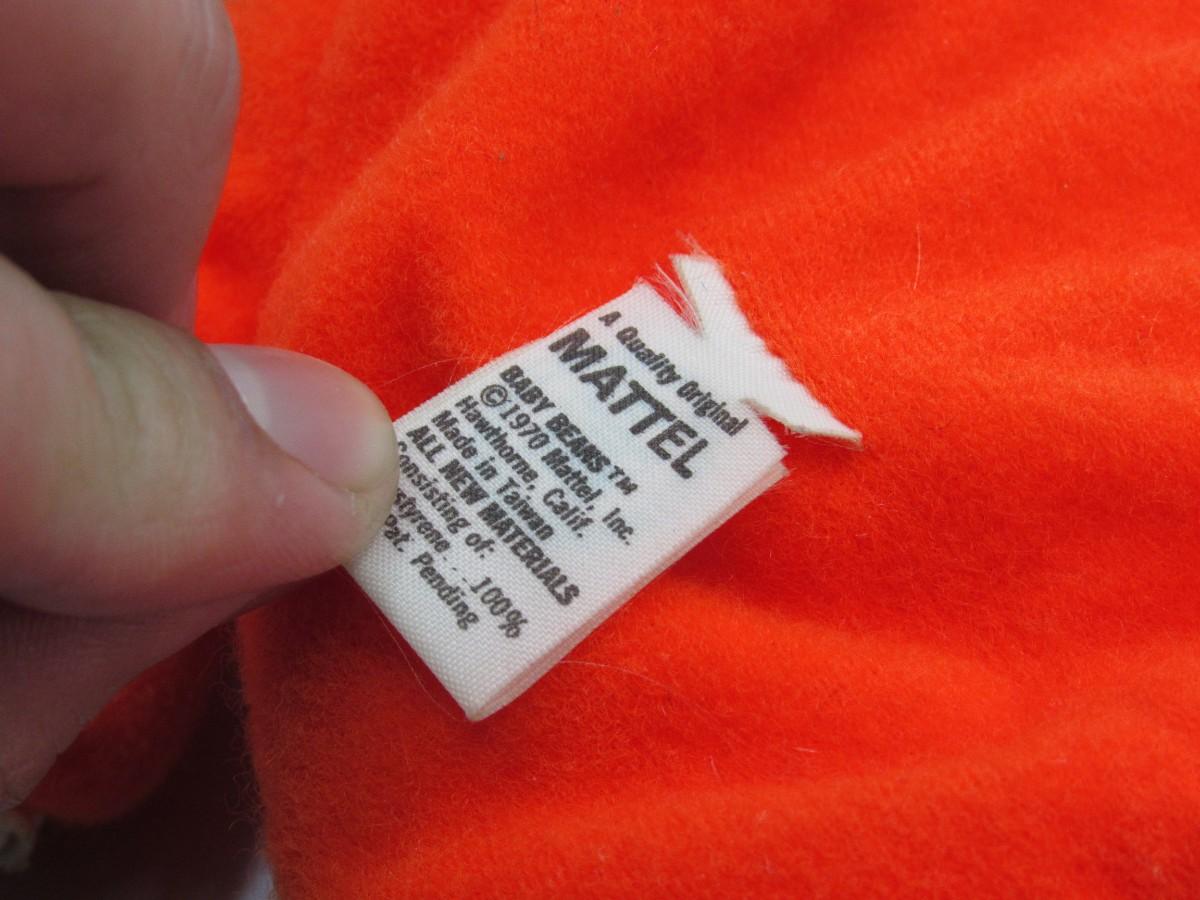 A Quality Original
MATTEL
BABY BEANS™
©1970 Mattel, Inc.
Hawthorne, Calif.
Made in Taiwan
ALL NEW MATERIALS
Consisting of:
styrene...100%
Pat. Pending